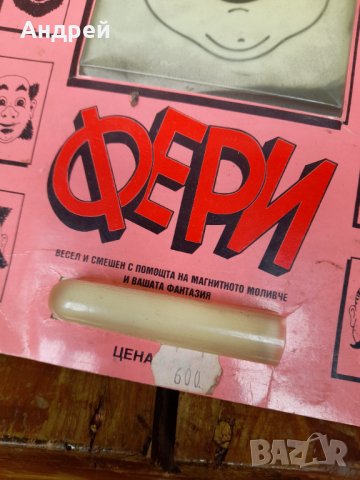 Андрей
ФЕРИ
ВЕСЕЛ И СМЕШЕН С ПОМОЩТА НА МАГНИТНОТО МОЛИВЧЕ
И ВАШАТА ФАНТАЗИЯ
ЦЕНА
600
BAZAR